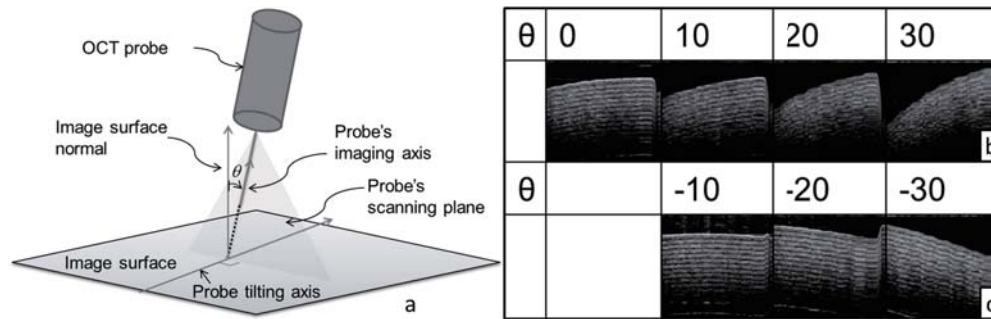 OCT probe
Image surface
normal
θ
Probe's
imaging axis
Probe's
scanning plane
Image surface
Probe tilting axis
a
θ 0 10 20 30
b
θ -10 -20 -30